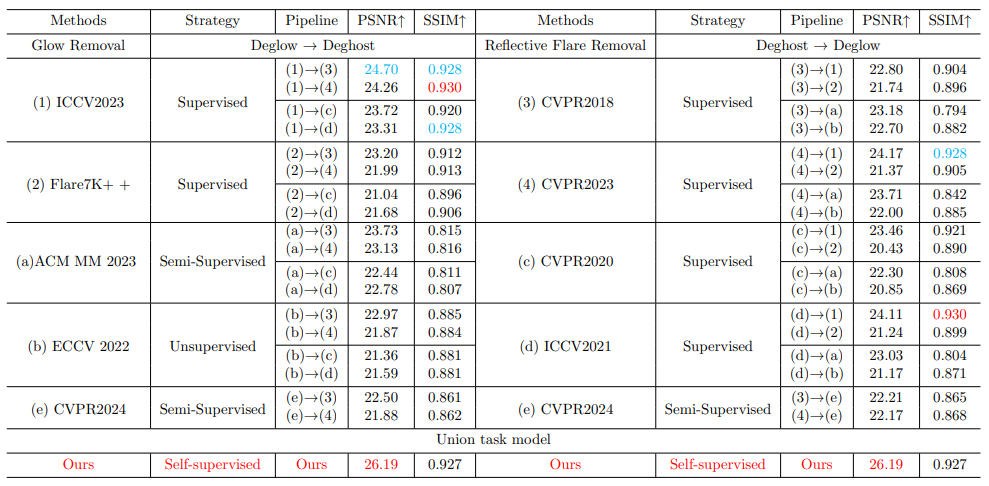 Methods Strategy Pipeline PSNR↑ SSIM↑ Methods Strategy Pipeline PSNR↑ SSIM↑
Glow Removal Deglow → Deghost Reflective Flare Removal Deghost → Deglow
(1) ICCV2023 Supervised (1)→(3) 24.70 0.928 (3) CVPR2018 Supervised (3)→(1) 22.80 0.904
(1)→(4) 24.26 0.930 (3)→(2) 21.74 0.896
(1)→(c) 23.72 0.920 (3)→(a) 23.18 0.794
(1)→(d) 23.31 0.928 (3)→(b) 22.70 0.882
(2) Flare7K+ + Supervised (2)→(3) 23.20 0.912 (4) CVPR2023 Supervised (4)→(1) 24.17 0.928
(2)→(4) 21.99 0.913 (4)→(2) 21.37 0.905
(2)→(c) 21.04 0.896 (4)→(a) 23.71 0.842
(2)→(d) 21.68 0.906 (4)→(b) 22.00 0.885
(a)ACM MM 2023 Semi-Supervised (a)→(3) 23.73 0.815 (c) CVPR2020 Supervised (c)→(1) 23.46 0.921
(a)→(4) 23.13 0.816 (c)→(2) 20.43 0.890
(a)→(c) 22.44 0.811 (c)→(a) 22.30 0.808
(a)→(d) 22.78 0.807 (c)→(b) 20.85 0.869
(b) ECCV 2022 Unsupervised (b)→(3) 22.97 0.885 (d) ICCV2021 Supervised (d)→(1) 24.11 0.930
(b)→(4) 21.87 0.884 (d)→(2) 21.24 0.899
(b)→(c) 21.36 0.881 (d)→(a) 23.03 0.804
(b)→(d) 21.59 0.881 (d)→(b) 21.17 0.871
(e) CVPR2024 Semi-Supervised (e)→(3) 22.50 0.861 (e) CVPR2024 Semi-Supervised (3)→(e) 22.21 0.865
(e)→(4) 21.88 0.862 (4)→(e) 22.17 0.868
Union task model
Ours Self-supervised Ours 26.19 0.927 Ours Self-supervised Ours 26.19 0.927